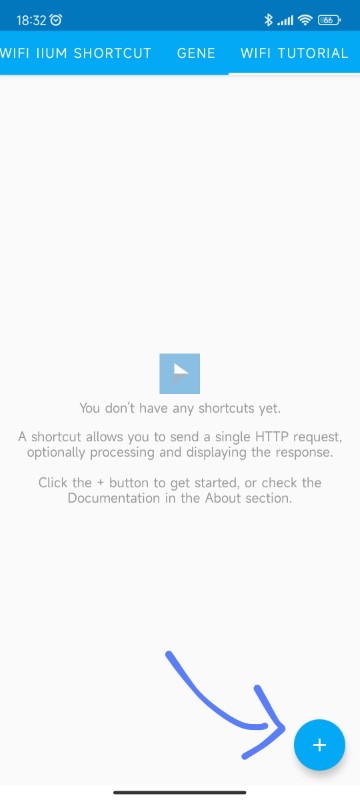 18:32
66
WIFI IIUM SHORTCUT
GENE
WIFI TUTORIAL
You don't have any shortcuts yet.
A shortcut allows you to send a single HTTP request,
optionally processing and displaying the response.
Click the + button to get started, or check the
Documentation in the About section.
+